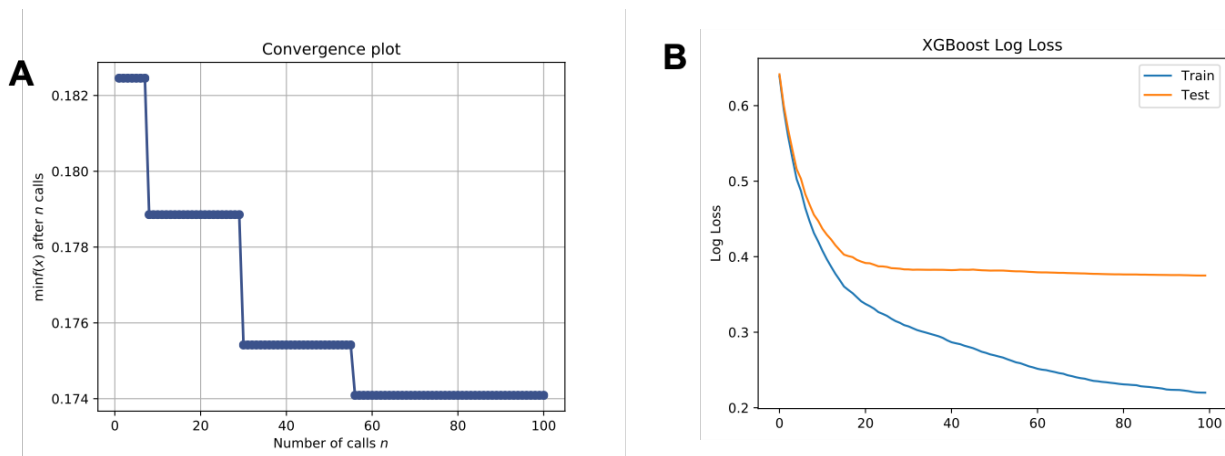 A
Convergence plot
0.182
0.180
0.178
0.176
0.174
min f(x) after n calls
0
20
40
60
80
100
Number of calls n
B
XGBoost Log Loss
Train
Test
0.6
0.5
0.4
0.3
0.2
Log Loss
0
20
40
60
80
100